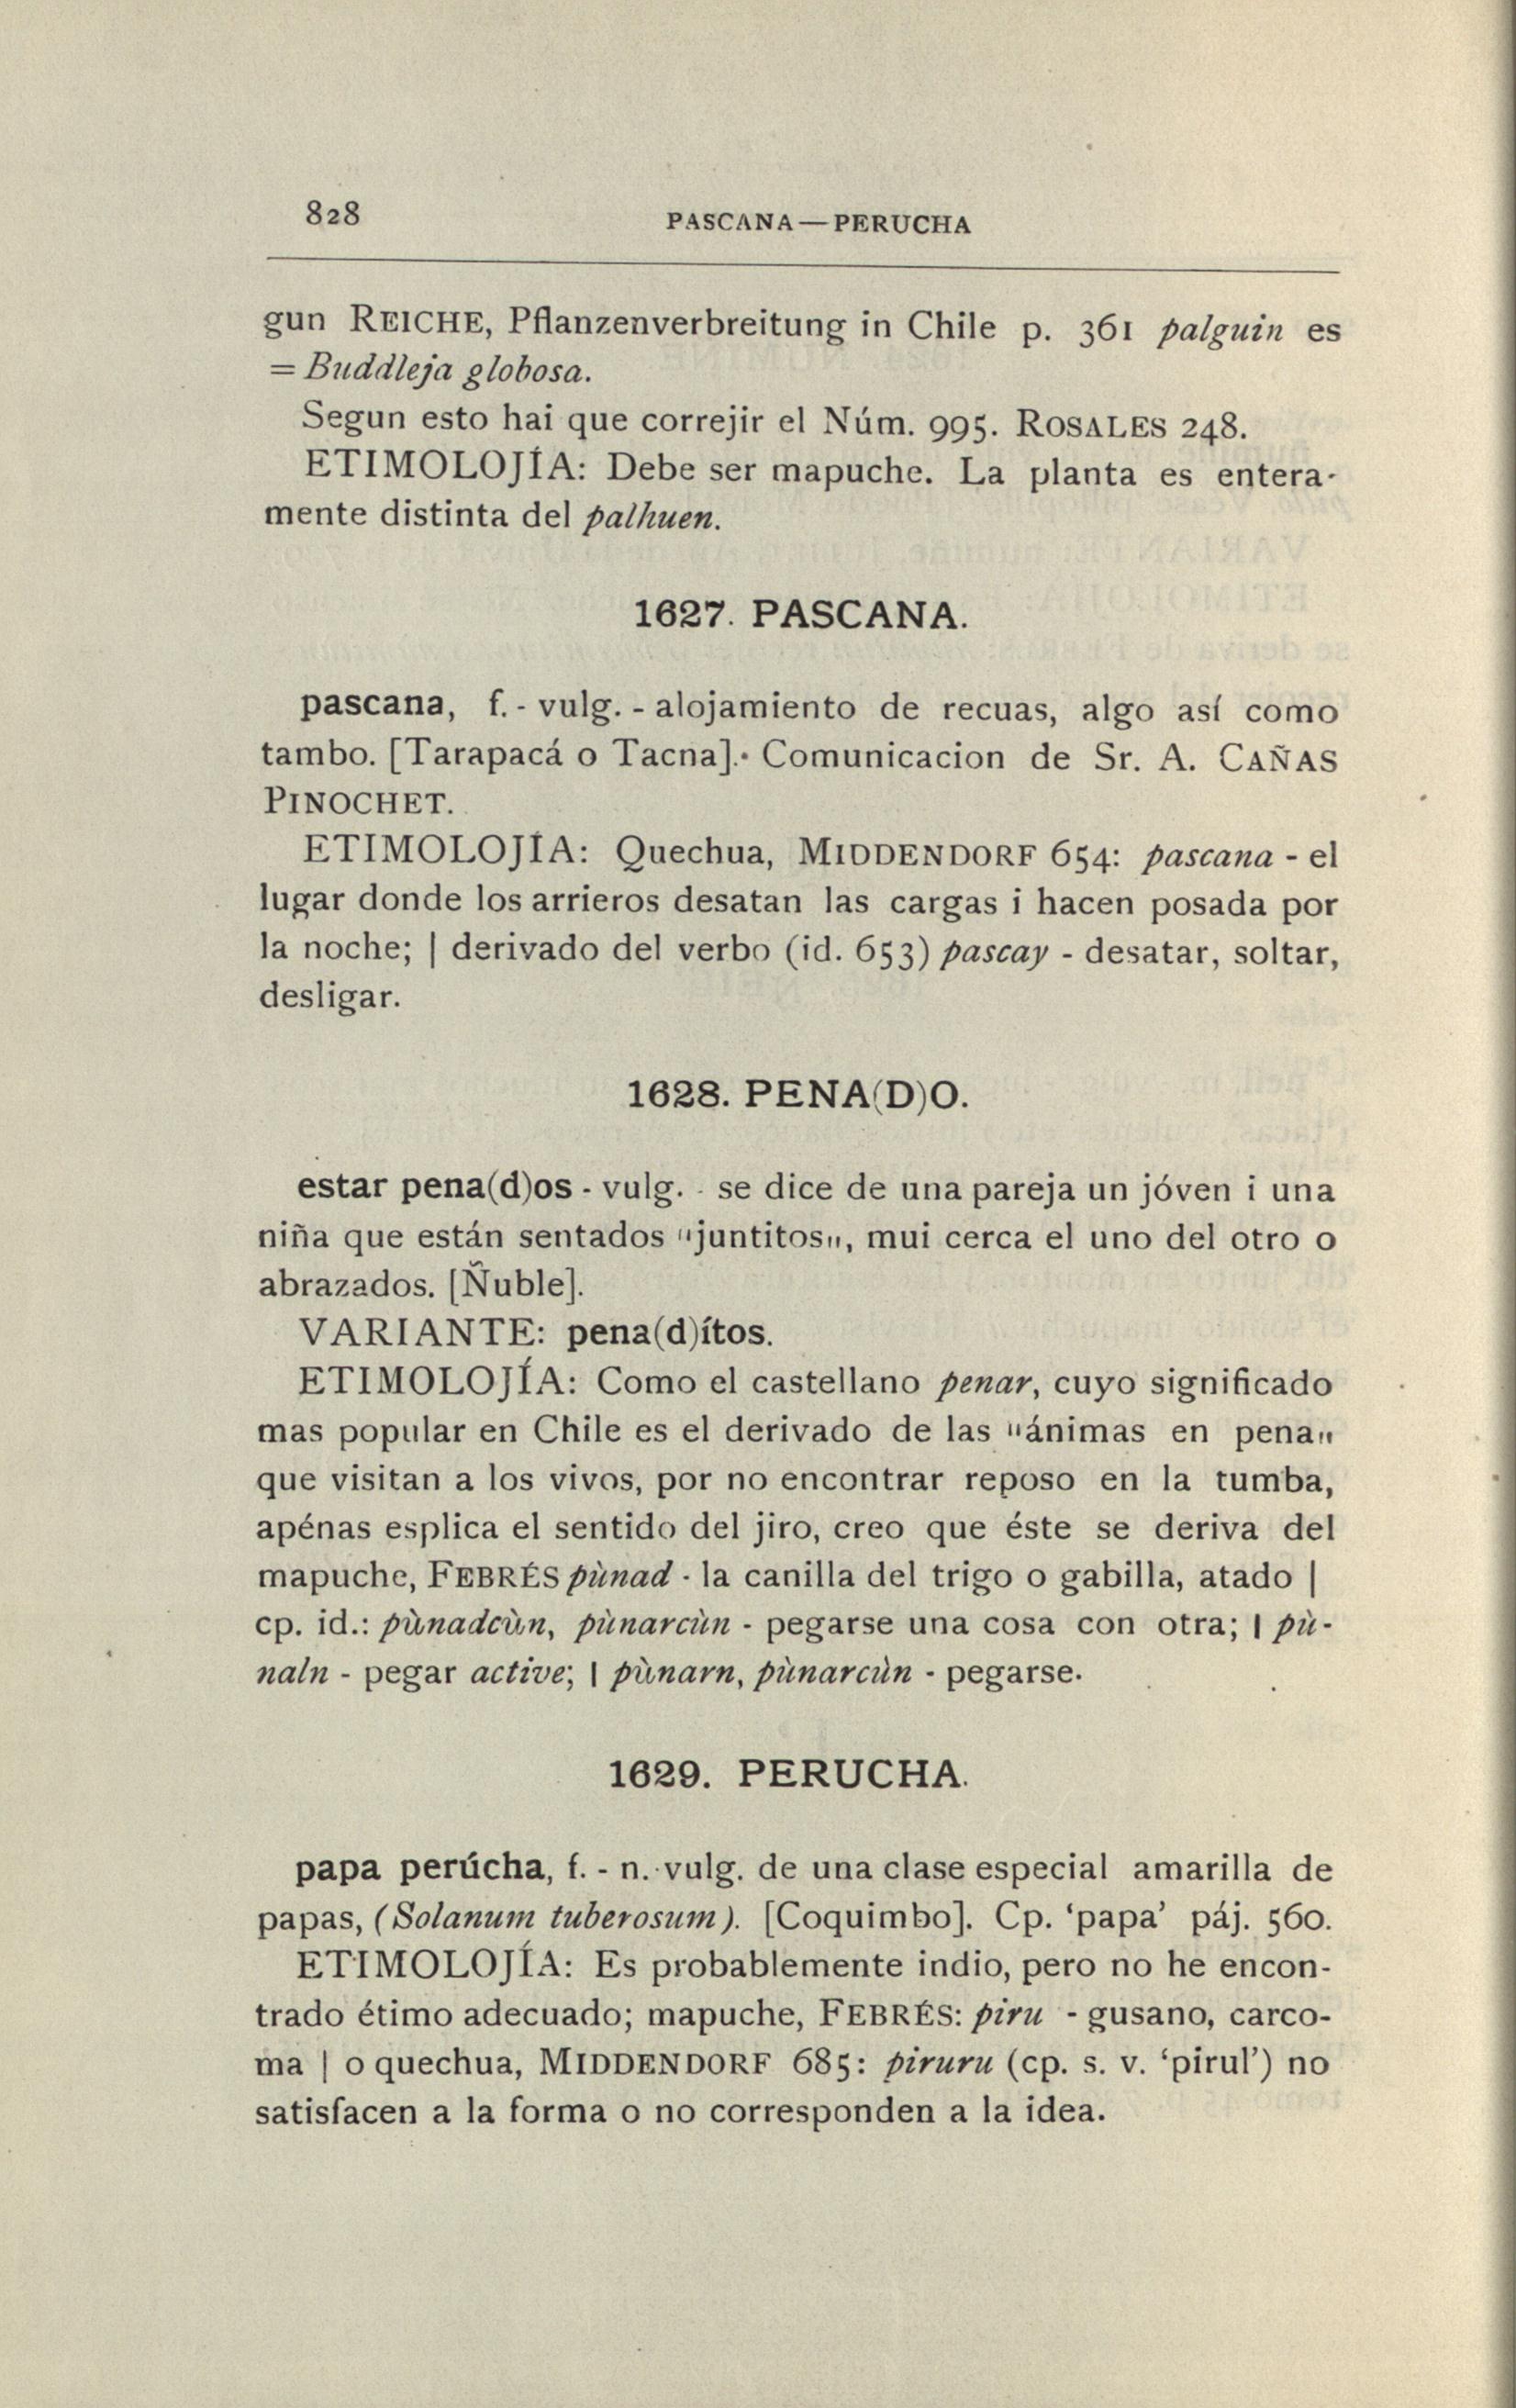 828 PASCANA—PERUCHA
gun REICHE, Pflanzenverbreitung in Chile p. 361 palguin es
= Buddleja globosa.
Segun esto hai que correjir el Núm. 995. ROSALES 248.
ETIMOLOJÍA: Debe ser mapuche. La planta es entera-
mente distinta del palhuen.
1627. PASCANA.
pascana, f. - vulg. - alojamiento de recuas, algo así como
tambo. [Tarapacá o Tacna].- Comunicacion de Sr. A. CAÑAS
PINOCHET.
ETIMOLOJÍA: Quechua, MIDDENDORF 654: pascana - el
lugar donde los arrieros desatan las cargas i hacen posada por
la noche; | derivado del verbo (id. 653) pascay - desatar, soltar,
desligar.
1628. PENA(D)O.
estar pena(d)os - vulg. - se dice de una pareja un jóven i una
niña que están sentados "juntitos", mui cerca el uno del otro o
abrazados. [Ñuble].
VARIANTE: pena(d)ítos.
ETIMOLOJÍA: Como el castellano penar, cuyo significado
mas popular en Chile es el derivado de las "ánimas en pena"
que visitan a los vivos, por no encontrar reposo en la tumba,
apénas esplica el sentido del jiro, creo que éste se deriva del
mapuche, FEBRÉS pùnad - la canilla del trigo o gabilla, atado |
cp. id.: pùnadcùn, pùnarcùn - pegarse una cosa con otra; | pù-
naln - pegar active; | pùnarn, pùnarcùn - pegarse.
1629. PERUCHA.
papa perúcha, f. - n. vulg. de una clase especial amarilla de
papas, (Solanum tuberosum). [Coquimbo]. Cp. 'papa' páj. 560.
ETIMOLOJÍA: Es probablemente indio, pero no he encon-
trado étimo adecuado; mapuche, FEBRÉS: piru - gusano, carco-
ma | o quechua, MIDDENDORF 685: piruru (cp. s. v. 'pirul') no
satisfacen a la forma o no corresponden a la idea.